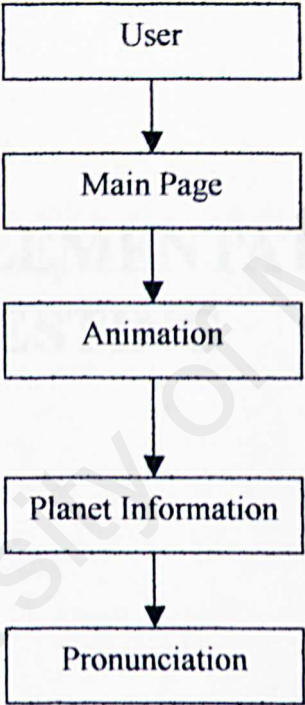 User
Main Page
Animation
Planet Information
Pronunciation